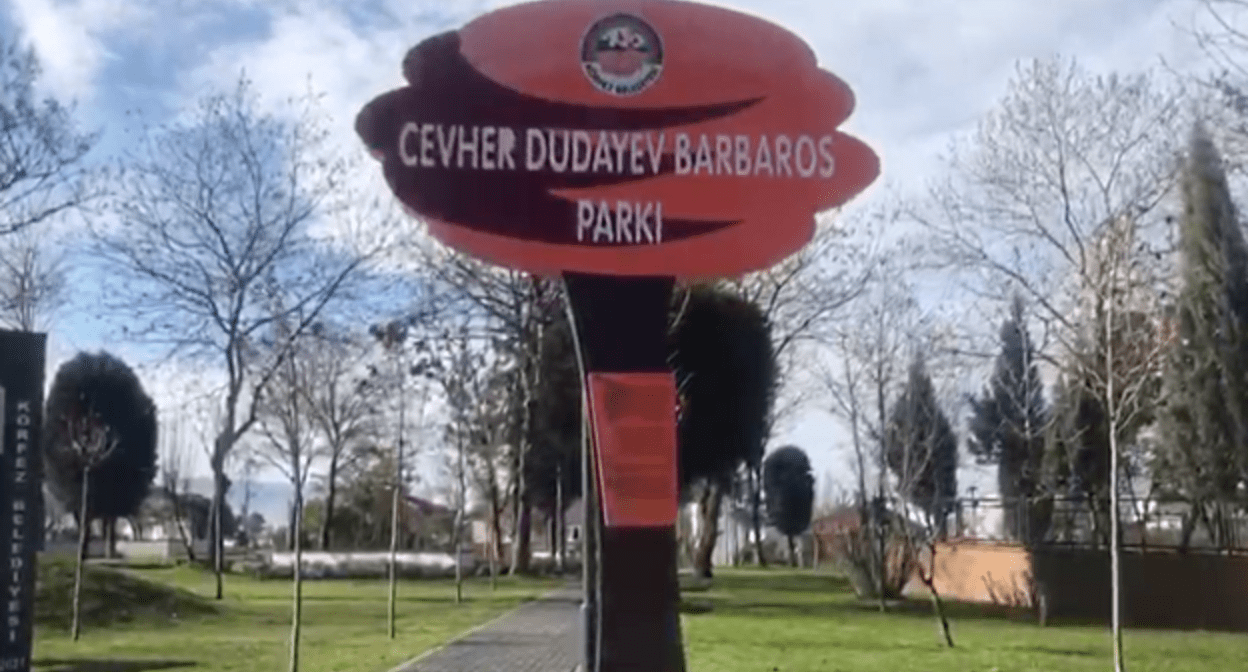 CEVHER DUDAYEV BARBAROS
PARKI
KÖRFEZ BELEDİYESİ